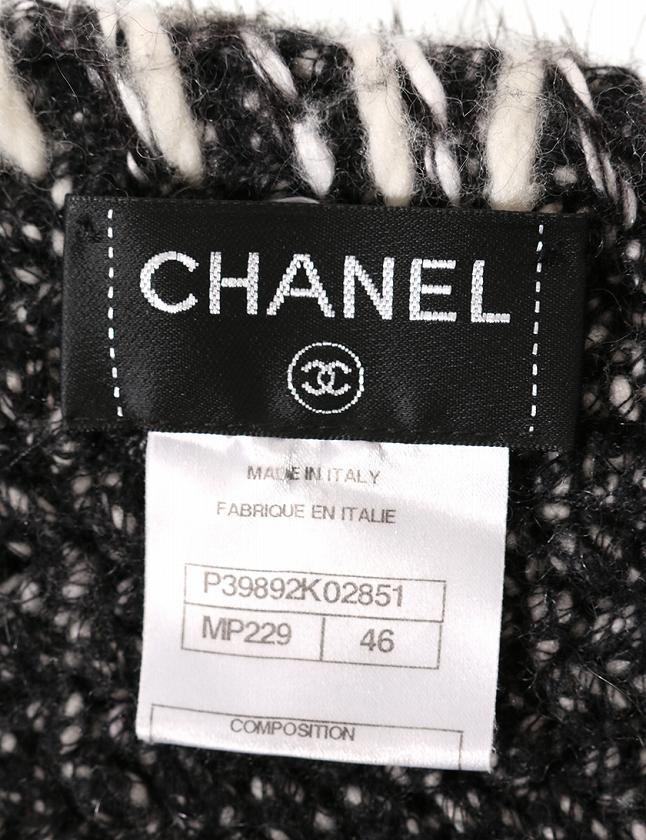 CHANEL
MADE IN ITALY
FABRIQUE EN ITALIE
P39892K02851
MP229 46
COMPOSITION